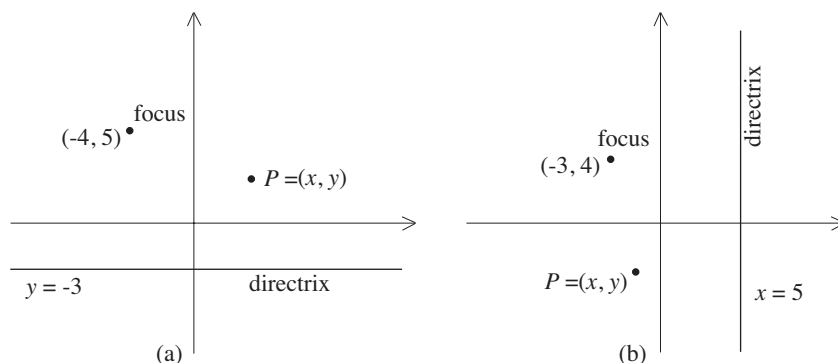 focus
(-4, 5)
P =(x, y)
y = -3
directrix
(a)
directrix
focus
(-3, 4)
P =(x, y)
x = 5
(b)